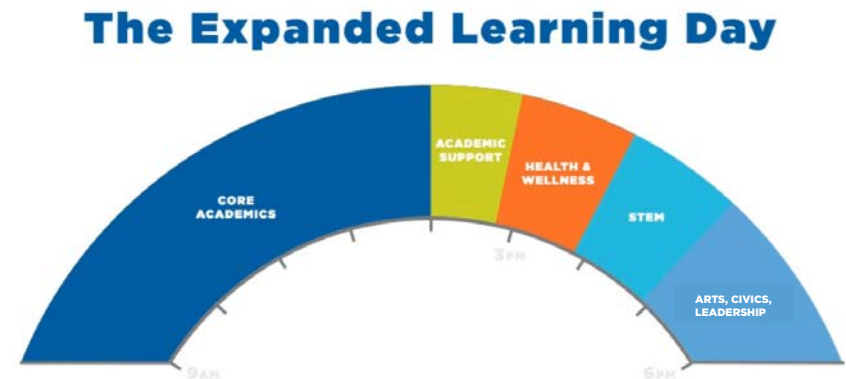 The Expanded Learning Day
CORE
ACADEMICS
ACADEMIC
SUPPORT
HEALTH &
WELLNESS
STEM
ARTS, CIVICS,
LEADERSHIP
9AM
3PM
6PM